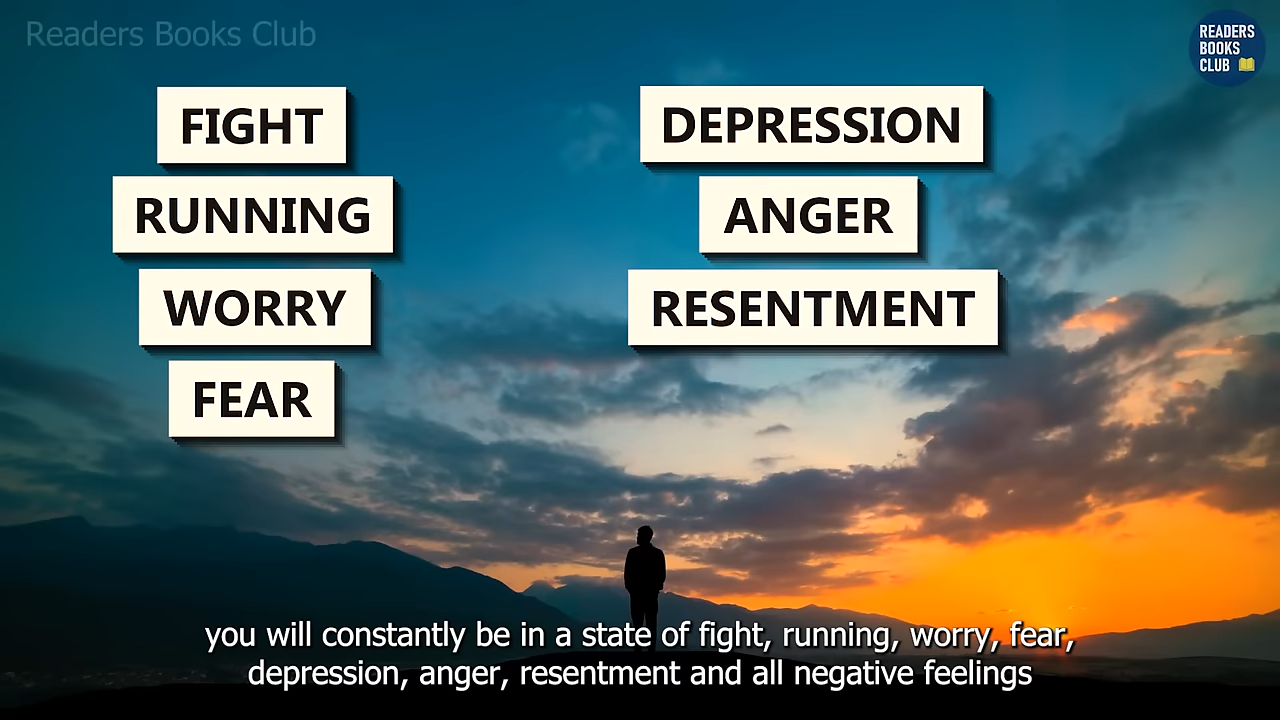 Readers Books Club
READERS
BOOKS
CLUB
FIGHT
RUNNING
WORRY
FEAR
DEPRESSION
ANGER
RESENTMENT
you will constantly be in a state of fight, running, worry, fear,
depression, anger, resentment and all negative feelings